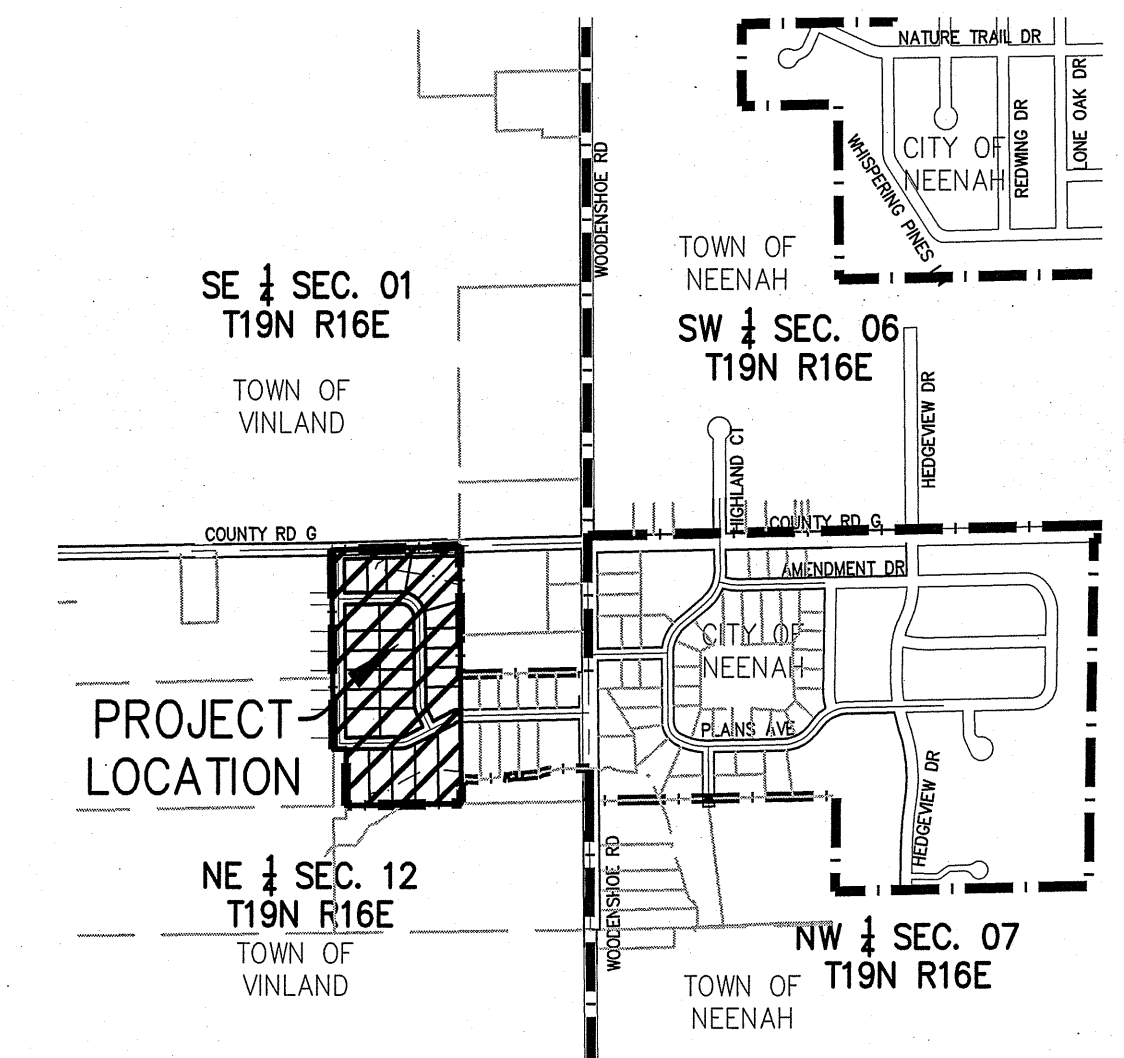 NATURE TRAIL DR
LONE OAK DR
REDWING DR
CITY OF
NEENAH
WHISPERING PINES
WOODENSHOE RD
TOWN OF
NEENAH
SE 1/4 SEC. 01
T19N R16E
SW 1/4 SEC. 06
T19N R16E
TOWN OF
VINLAND
HEDGEVIEW DR
HIGHLAND CT
COUNTY RD G
COUNTY RD G
AMENDMENT DR
CITY OF
NEENAH
PROJECT
LOCATION
PLAINS AVE
HEDGEVIEW DR
WOODENSHOE RD
NE 1/4 SEC. 12
T19N R16E
TOWN OF
VINLAND
NW 1/4 SEC. 07
T19N R16E
TOWN OF
NEENAH